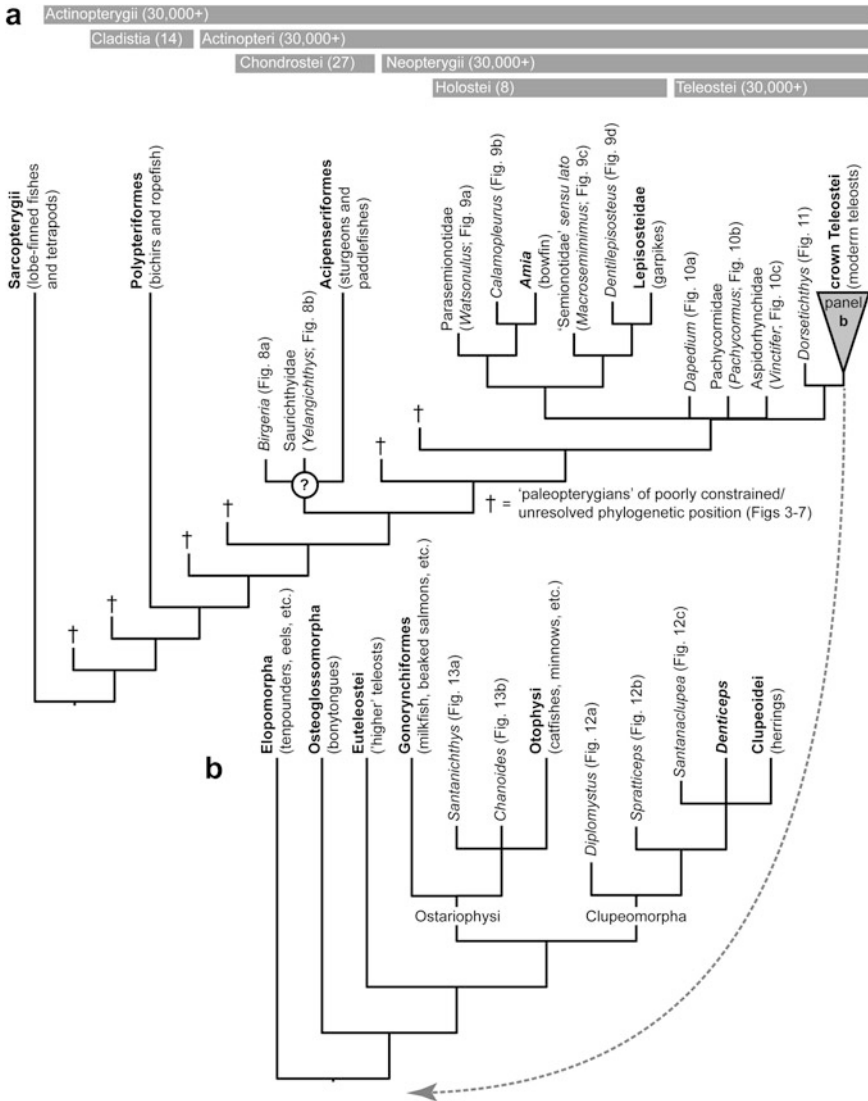 a
Actinopterygii (30,000+)
Cladistia (14)
Actinopteri (30,000+)
Chondrostei (27)
Neopterygii (30,000+)
Holostei (8)
Teleostei (30,000+)
Sarcopterygii
(lobe-finned fishes
and tetrapods)
Polypteriformes
(bichirs and ropefish)
Birgeria (Fig. 8a)
Saurichthyidae
(Yelangichthys; Fig. 8b)
Acipenseriformes
(sturgeons and
paddlefishes)
Parasemionotidae
(Watsonulus; Fig. 9a)
Calamopleurus (Fig. 9b)
Amia
(bowfin)
'Semionotidae' sensu lato
(Macrosemimimus; Fig. 9c)
Dentilepisosteus (Fig. 9d)
Lepisosteidae
(garpikes)
Dapedium (Fig. 10a)
Pachycormidae
(Pachycormus; Fig. 10b)
Aspidorhynchidae
(Vinctifer; Fig. 10c)
Dorsetichthys (Fig. 11)
crown Teleostei
(moderm teleosts)
panel
b
†
†
?
†
†
†
†
† = 'paleopterygians' of poorly constrained/
unresolved phylogenetic position (Figs 3-7)
b
Elopomorpha
(tenpounders, eels, etc.)
Osteoglossomorpha
(bonytongues)
Euteleostei
('higher' teleosts)
Gonorynchiformes
(milkfish, beaked salmons, etc.)
Santanichthys (Fig. 13a)
Chanoides (Fig. 13b)
Otophysi
(catfishes, minnows, etc.)
Diplomystus (Fig. 12a)
Spratticeps (Fig. 12b)
Santanaclupea (Fig. 12c)
Denticeps
Clupeoidei
(herrings)
Ostariophysi
Clupeomorpha